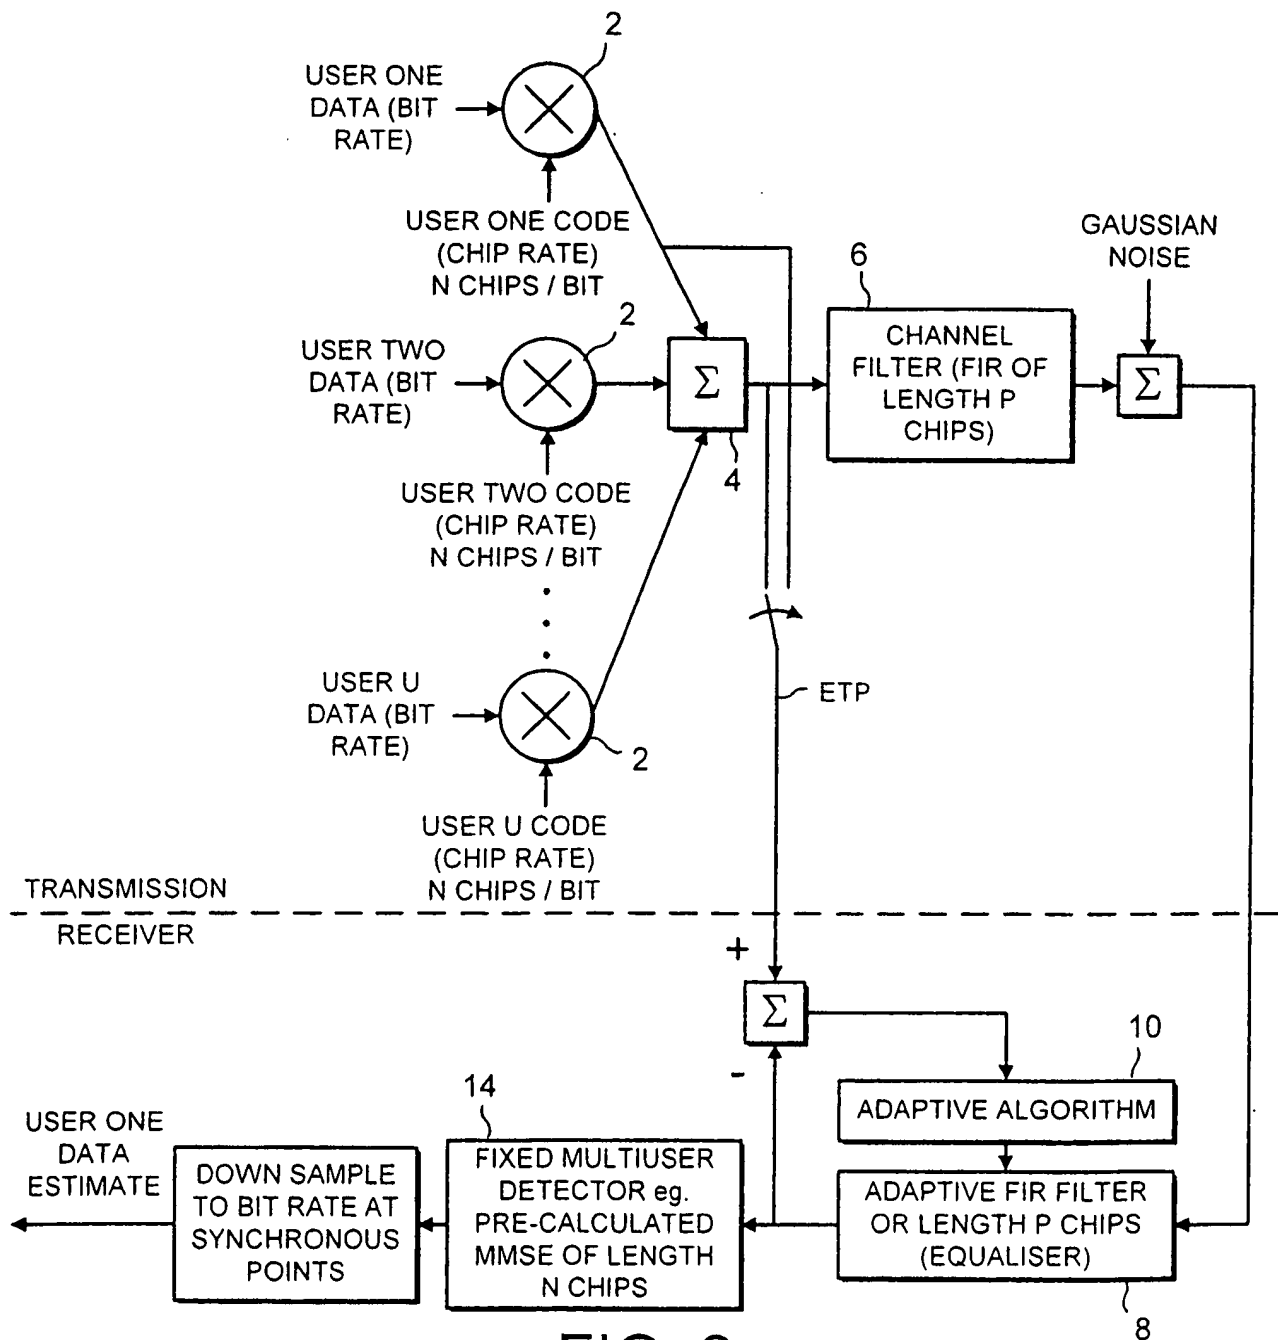 2
USER ONE
DATA (BIT
RATE)
USER ONE CODE
(CHIP RATE)
N CHIPS / BIT
2
USER TWO
DATA (BIT
RATE)
Σ
4
USER TWO CODE
(CHIP RATE)
N CHIPS / BIT
6
CHANNEL
FILTER (FIR OF
LENGTH P
CHIPS)
GAUSSIAN
NOISE
Σ
ETP
USER U
DATA (BIT
RATE)
2
USER U CODE
(CHIP RATE)
N CHIPS / BIT
TRANSMISSION
RECEIVER
+
Σ
-
10
ADAPTIVE ALGORITHM
ADAPTIVE FIR FILTER
OR LENGTH P CHIPS
(EQUALISER)
8
14
FIXED MULTIUSER
DETECTOR eg.
PRE-CALCULATED
MMSE OF LENGTH
N CHIPS
DOWN SAMPLE
TO BIT RATE AT
SYNCHRONOUS
POINTS
USER ONE
DATA
ESTIMATE